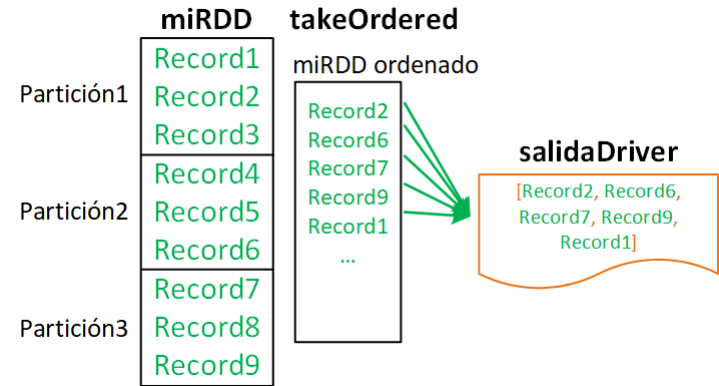 miRDD
takeOrdered
Partición1
Record1
Record2
Record3
Partición2
Record4
Record5
Record6
Partición3
Record7
Record8
Record9
miRDD ordenado
Record2
Record6
Record7
Record9
Record1
...
salidaDriver
[Record2, Record6,
Record7, Record9,
Record1]